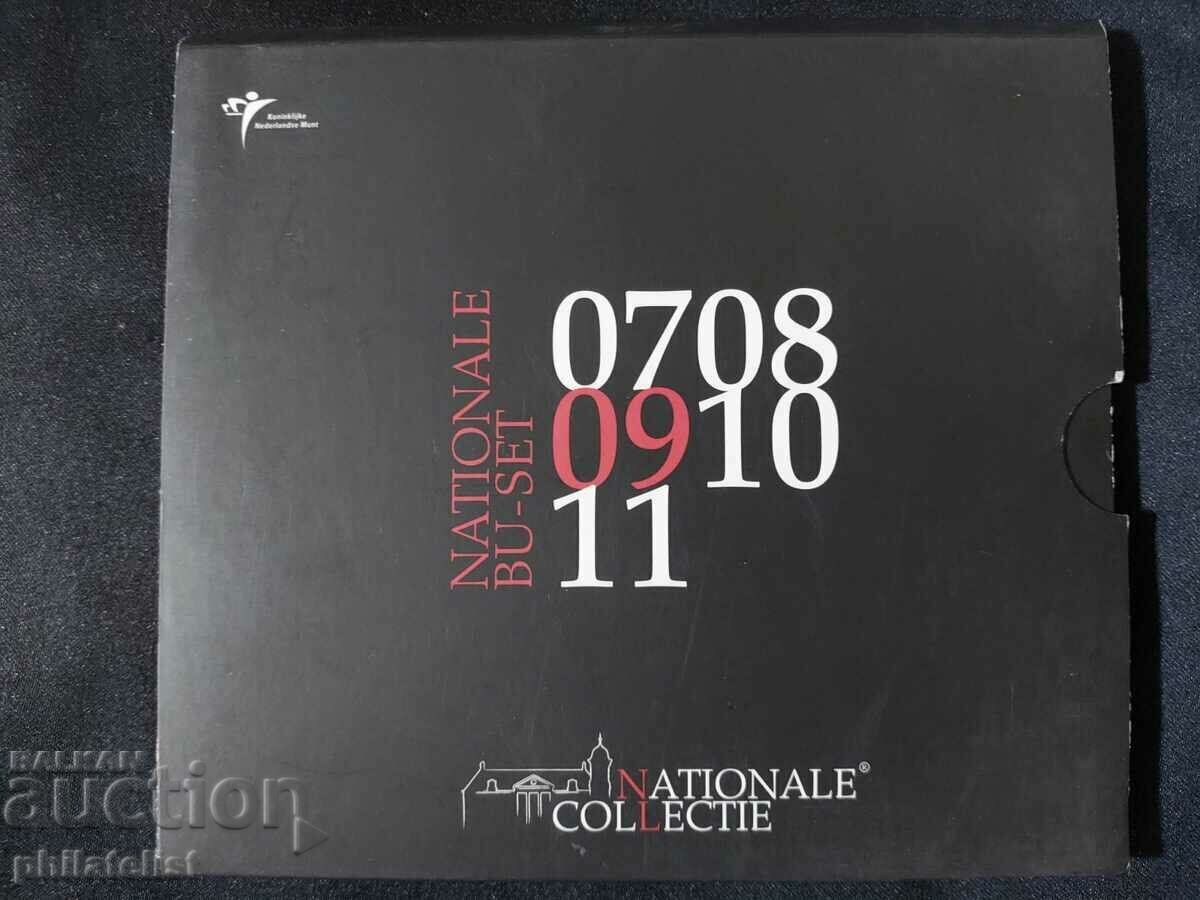 Koninklijke
Nederlandse Munt
NATIONALE
BU-SET
0708
0910
11
NATIONALE®
COLLECTIE
BALKAN
auction
philatelist